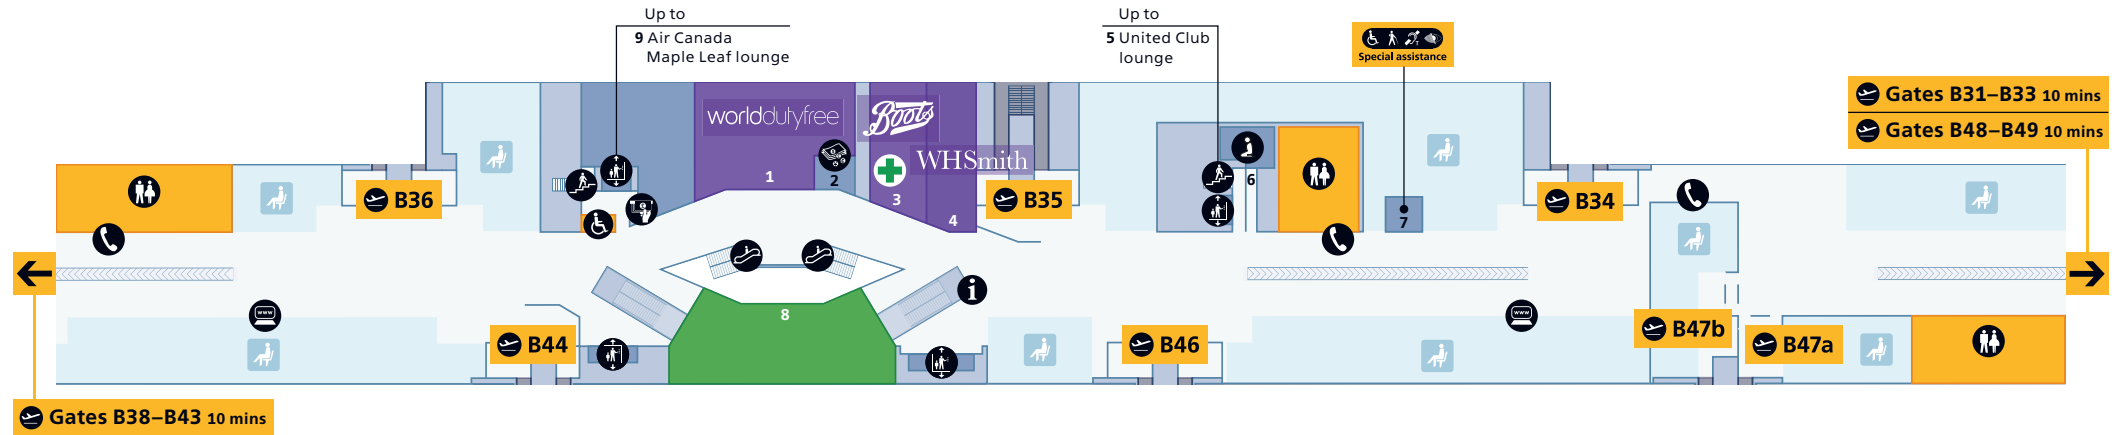 Up to
9 Air Canada
Maple Leaf lounge
Up to
5 United Club
lounge
Special assistance
Gates B31–B33 10 mins
Gates B48–B49 10 mins
worlddutyfree
Boots
WHSmith
1
2
3
4
6
7
8
B36
B35
B34
i
www
www
B44
B46
B47b
B47a
Gates B38–B43 10 mins